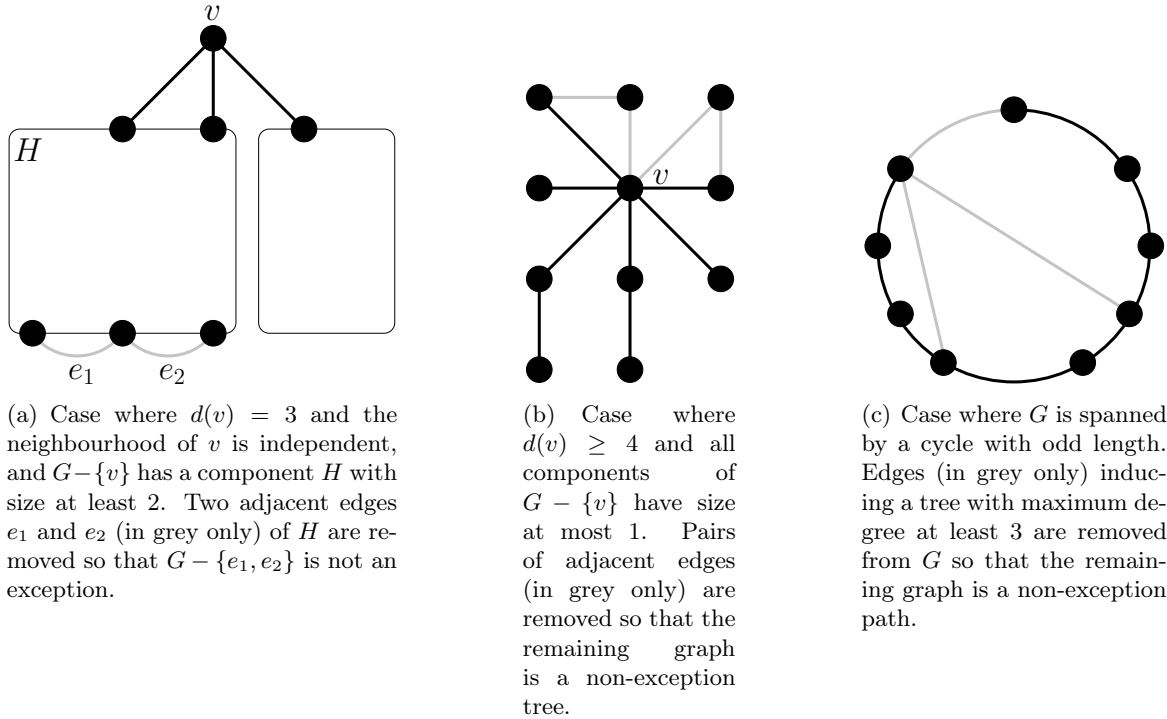 v
H
e1
e2
(a) Case where d(v) = 3 and the
neighbourhood of v is independent,
and G−{v} has a component H with
size at least 2. Two adjacent edges
e1 and e2 (in grey only) of H are re-
moved so that G − {e1, e2} is not an
exception.
v
(b) Case where
d(v) ≥ 4 and all
components of
G − {v} have size
at most 1. Pairs
of adjacent edges
(in grey only) are
removed so that the
remaining graph
is a non-exception
tree.
(c) Case where G is spanned
by a cycle with odd length.
Edges (in grey only) induc-
ing a tree with maximum de-
gree at least 3 are removed
from G so that the remain-
ing graph is a non-exception
path.